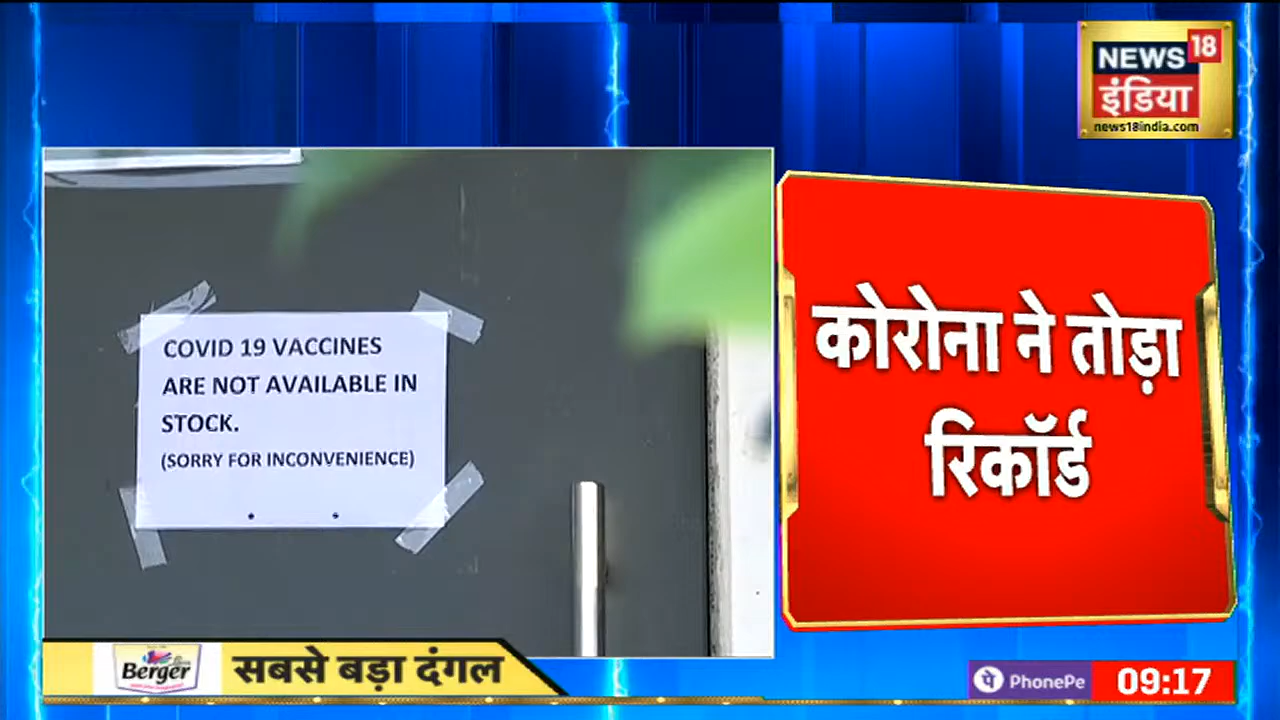 NEWS 18
इंडिया
news18india.com
COVID 19 VACCINES
ARE NOT AVAILABLE IN
STOCK.
(SORRY FOR INCONVENIENCE)
कोरोना ने तोड़ा
रिकॉर्ड
Berger
सबसे बड़ा दंगल
पे PhonePe
09:17